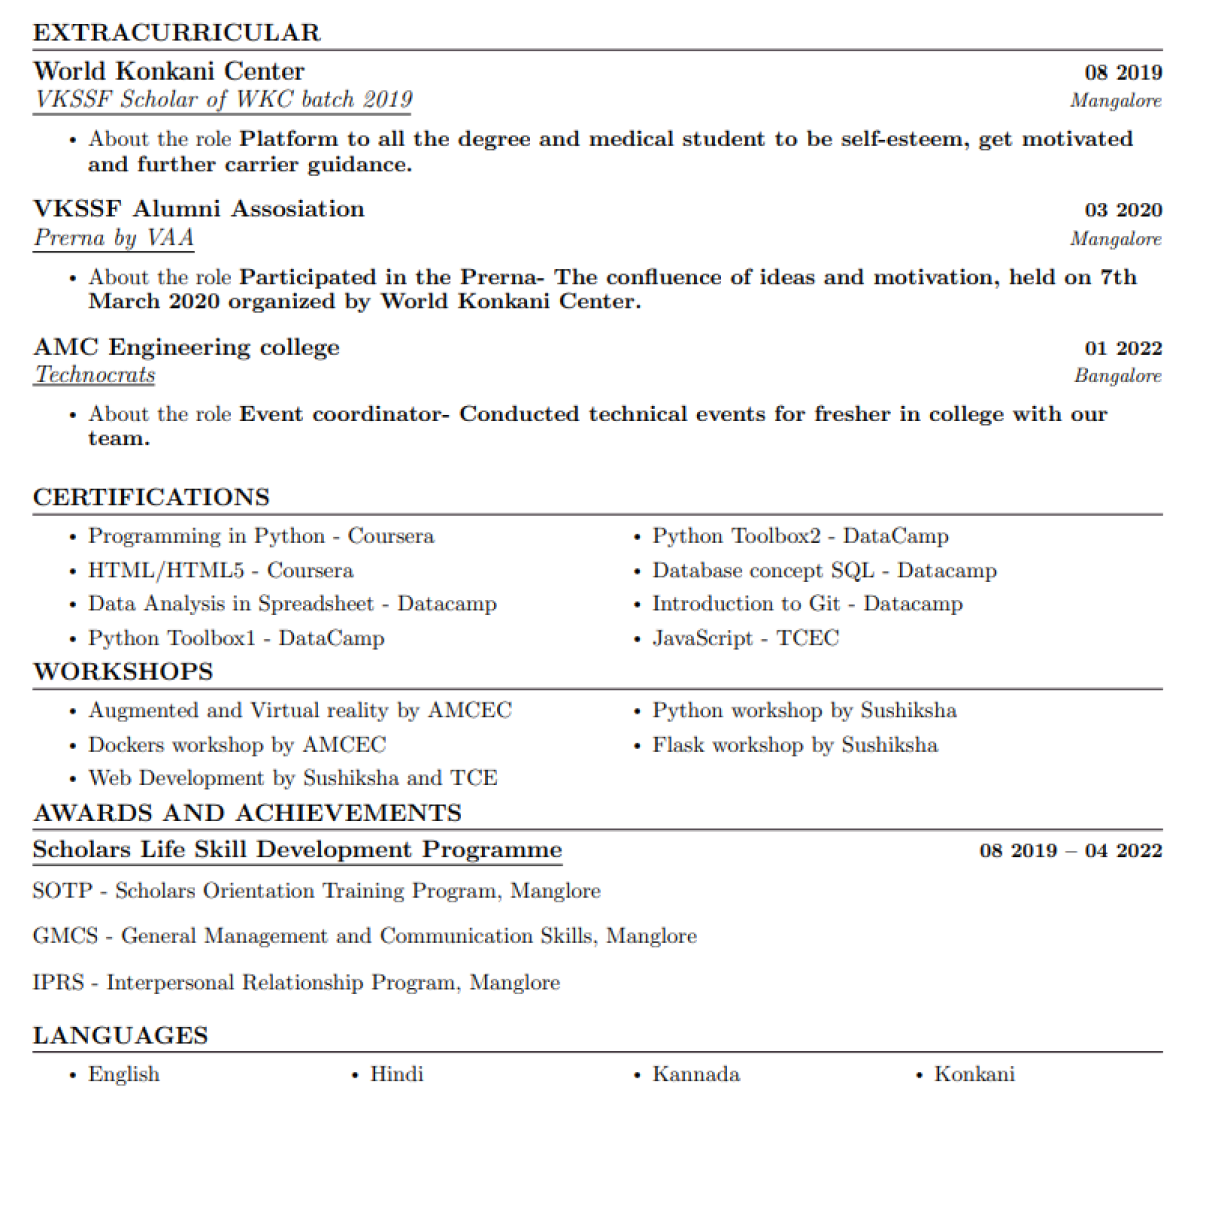 EXTRACURRICULAR
World Konkani Center 08 2019
VKSSF Scholar of WKC batch 2019 Mangalore
• About the role Platform to all the degree and medical student to be self-esteem, get motivated
and further carrier guidance.
VKSSF Alumni Assosiation 03 2020
Prerna by VAA Mangalore
• About the role Participated in the Prerna- The confluence of ideas and motivation, held on 7th
March 2020 organized by World Konkani Center.
AMC Engineering college 01 2022
Technocrats Bangalore
• About the role Event coordinator- Conducted technical events for fresher in college with our
team.
CERTIFICATIONS
• Programming in Python - Coursera
• HTML/HTML5 - Coursera
• Data Analysis in Spreadsheet - Datacamp
• Python Toolbox1 - DataCamp
• Python Toolbox2 - DataCamp
• Database concept SQL - Datacamp
• Introduction to Git - Datacamp
• JavaScript - TCEC
WORKSHOPS
• Augmented and Virtual reality by AMCEC
• Dockers workshop by AMCEC
• Web Development by Sushiksha and TCE
• Python workshop by Sushiksha
• Flask workshop by Sushiksha
AWARDS AND ACHIEVEMENTS
Scholars Life Skill Development Programme 08 2019 – 04 2022
SOTP - Scholars Orientation Training Program, Manglore
GMCS - General Management and Communication Skills, Manglore
IPRS - Interpersonal Relationship Program, Manglore
LANGUAGES
• English • Hindi • Kannada • Konkani